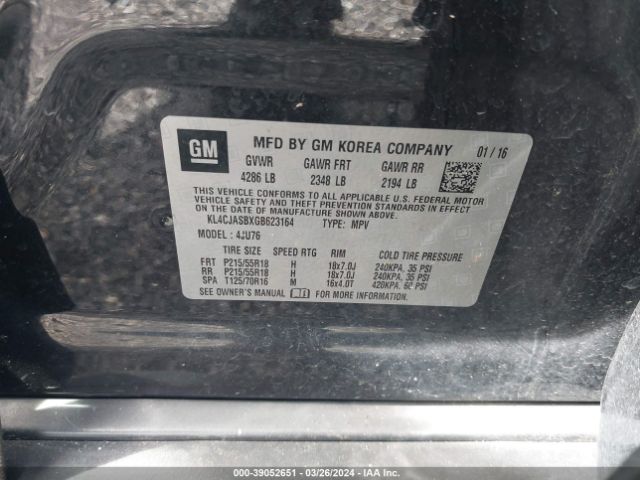 GM
MFD BY GM KOREA COMPANY 01/16
GVWR GAWR FRT GAWR RR
4286 LB 2348 LB 2194 LB
THIS VEHICLE CONFORMS TO ALL APPLICABLE U.S. FEDERAL MOTOR
VEHICLE SAFETY AND THEFT PREVENTION STANDARDS IN
EFFECT ON THE DATE OF MANUFACTURE SHOWN ABOVE.
KL4CJASBXGB623164 TYPE: MPV
MODEL: 4JU76
TIRE SIZE SPEED RTG RIM COLD TIRE PRESSURE
FRT P215/55R18 H 18x7.0J 240KPA, 35 PSI
RR P215/55R18 H 18x7.0J 240KPA, 35 PSI
SPA T125/70R16 M 16x4.0T 420KPA, 60 PSI
SEE OWNER'S MANUAL FOR MORE INFORMATION.
000-39052651 | 03/26/2024 | IAA | Public